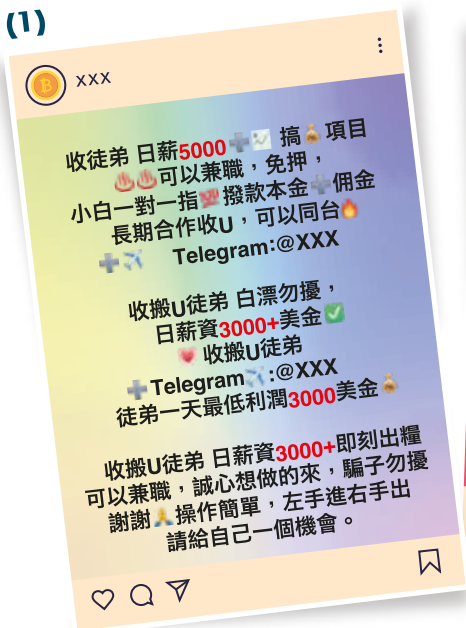 (1)
xxx
收徒弟 日薪5000➕💹 搞💰項目
♨️♨️可以兼職，免押，
小白一對一指💯撥款本金➕佣金
長期合作收U，可以同台🔥
➕✈️ Telegram:@XXX
收搬U徒弟 白漂勿擾，
日薪資3000+美金✅
💗 收搬U徒弟
➕Telegram✈️:@XXX
徒弟一天最低利潤3000美金💰
收搬U徒弟 日薪資3000+即刻出糧
可以兼職，誠心想做的來，騙子勿擾
謝謝🙏操作簡單，左手進右手出
請給自己一個機會。